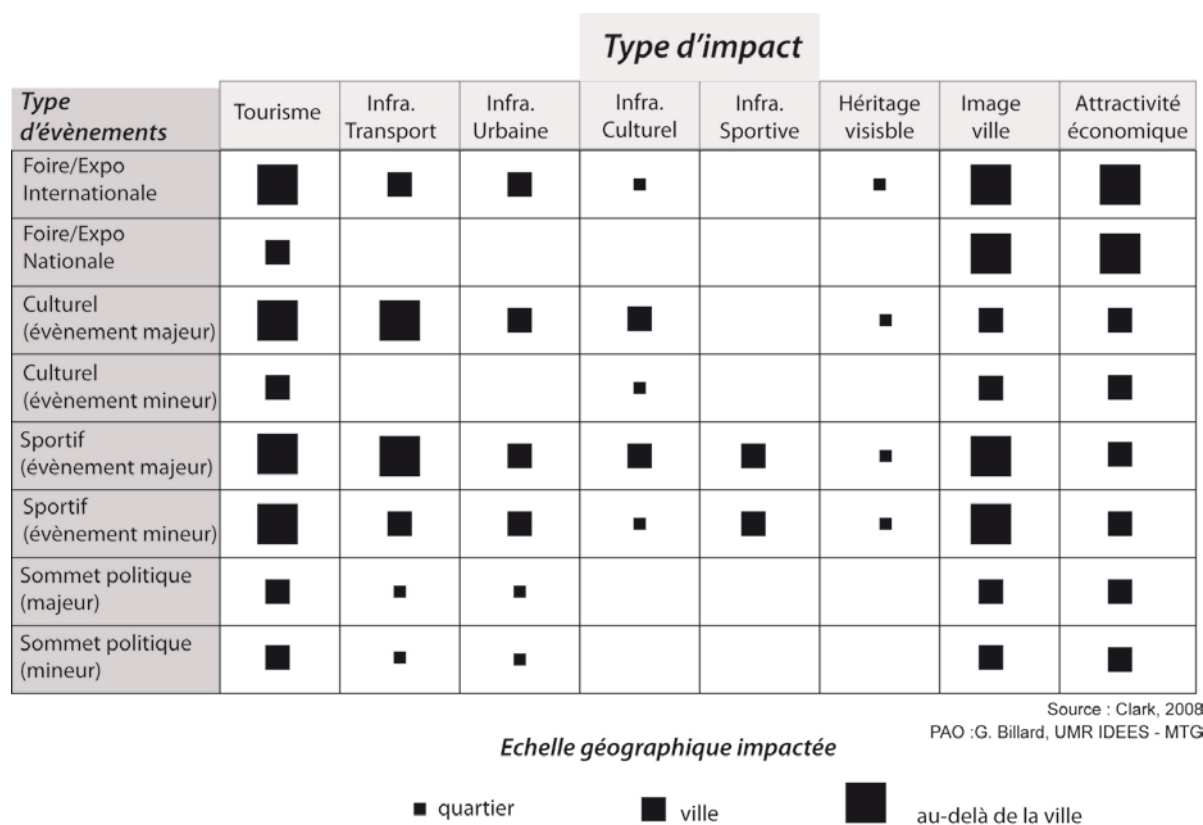 Type d'impact
Type
d'évènements
Tourisme
Infra.
Transport
Infra.
Urbaine
Infra.
Culturel
Infra.
Sportive
Héritage
visisble
Image
ville
Attractivité
économique
Foire/Expo
Internationale
Foire/Expo
Nationale
Culturel
(évènement majeur)
Culturel
(évènement mineur)
Sportif
(évènement majeur)
Sportif
(évènement mineur)
Sommet politique
(majeur)
Sommet politique
(mineur)
Source : Clark, 2008
PAO :G. Billard, UMR IDEES - MTG
Echelle géographique impactée
quartier
ville
au-delà de la ville